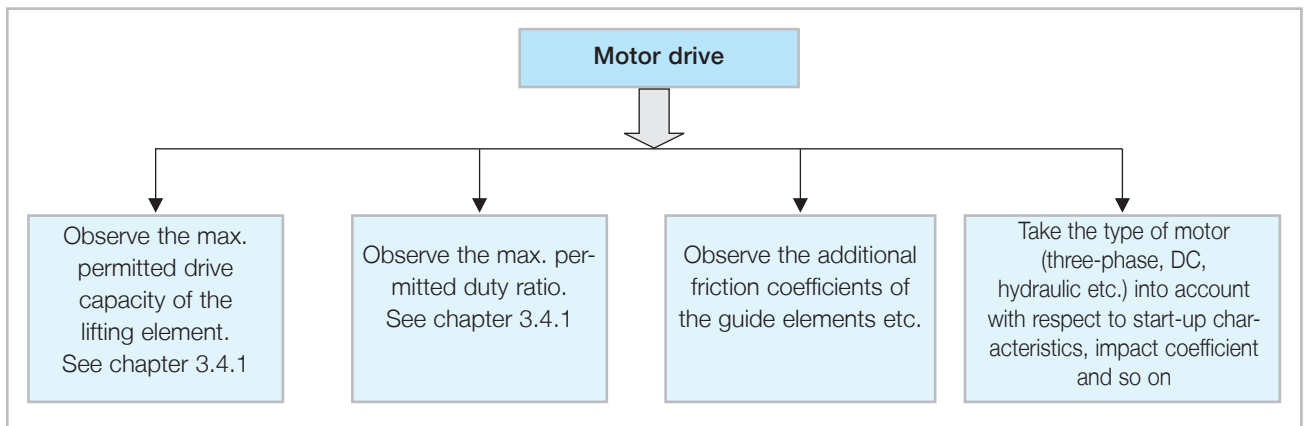 Motor drive
Observe the max.
permitted drive
capacity of the
lifting element.
See chapter 3.4.1
Observe the max. per-
mitted duty ratio.
See chapter 3.4.1
Observe the additional
friction coefficients of
the guide elements etc.
Take the type of motor
(three-phase, DC,
hydraulic etc.) into account
with respect to start-up char-
acteristics, impact coefficient
and so on